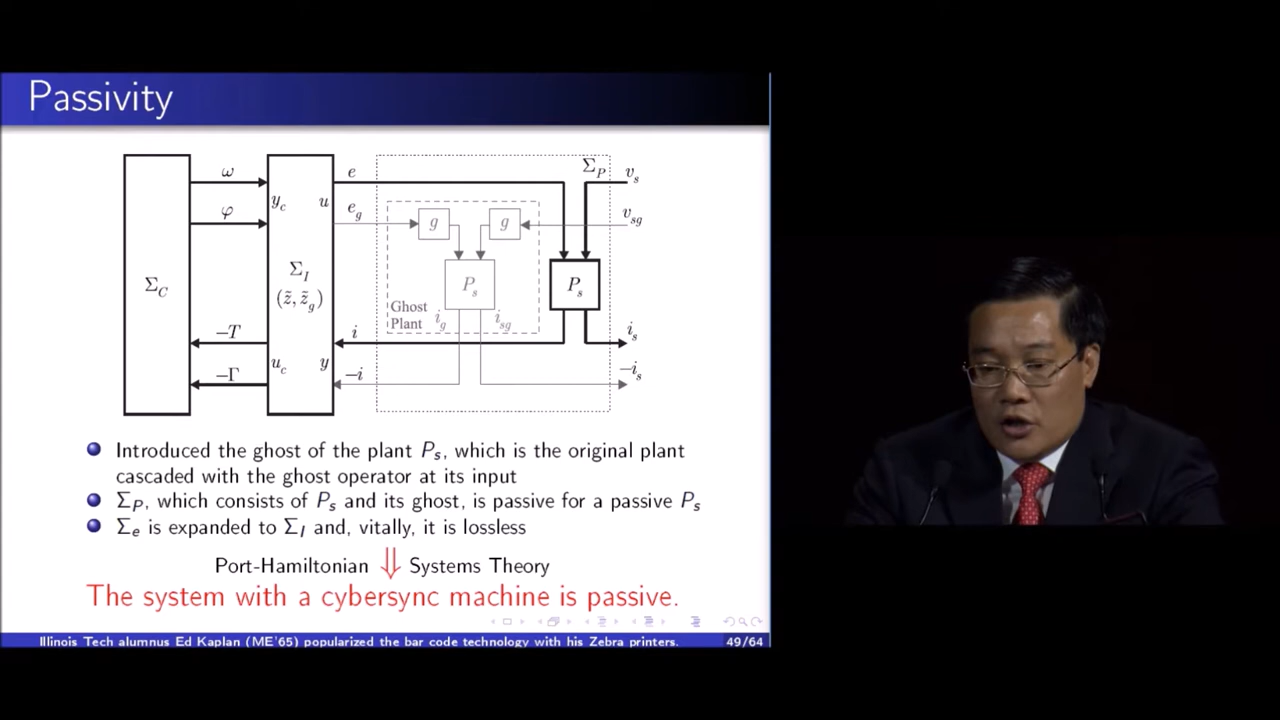 Passivity
ω
e
Σ_P
v_s
φ
y_c
u
e_g
g
g
v_sg
Σ_C
Σ_I
(z̃, z̃_g)
P_s
P_s
Ghost
Plant
i_g
i_sg
−T
i
i_s
−Γ
u_c
y
−i
−i_s
Introduced the ghost of the plant P_s, which is the original plant
cascaded with the ghost operator at its input
Σ_P, which consists of P_s and its ghost, is passive for a passive P_s
Σ_e is expanded to Σ_I and, vitally, it is lossless
Port-Hamiltonian ⇓ Systems Theory
The system with a cybersync machine is passive.
Illinois Tech alumnus Ed Kaplan (ME'65) popularized the bar code technology with his Zebra printers. 49/64